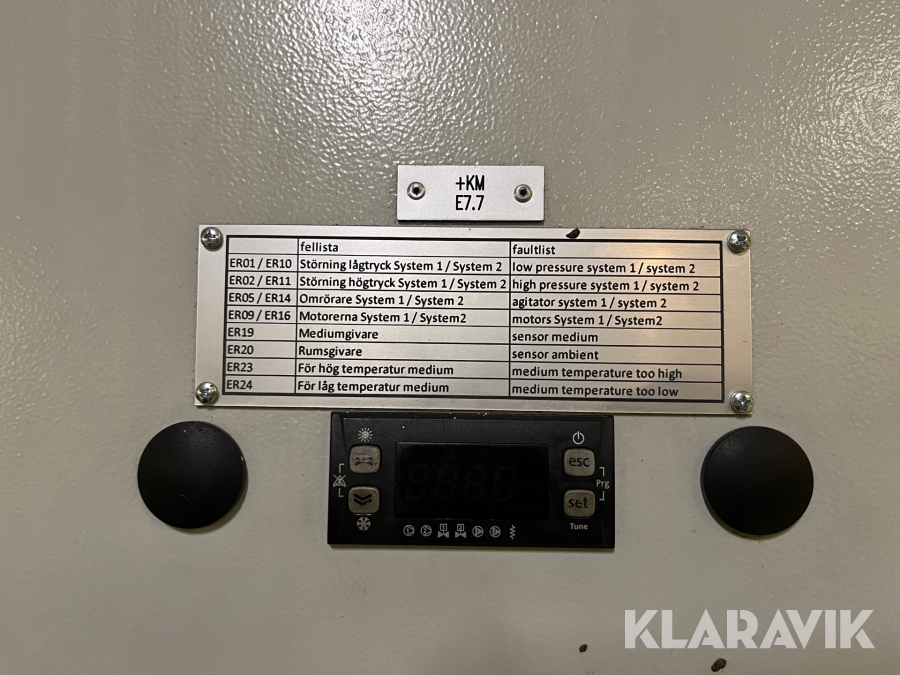 +KM
E7.7
fellista faultlist
ER01 / ER10 Störning lågtryck System 1 / System 2 low pressure system 1 / system 2
ER02 / ER11 Störning högtryck System 1 / System 2 high pressure system 1 / system 2
ER05 / ER14 Omrörare System 1 / System 2 agitator system 1 / system 2
ER09 / ER16 Motorerna System 1 / System2 motors System 1 / System2
ER19 Mediumgivare sensor medium
ER20 Rumsgivare sensor ambient
ER23 För hög temperatur medium medium temperature too high
ER24 För låg temperatur medium medium temperature too low
esc
Prg
set
Tune
KLARAVIK